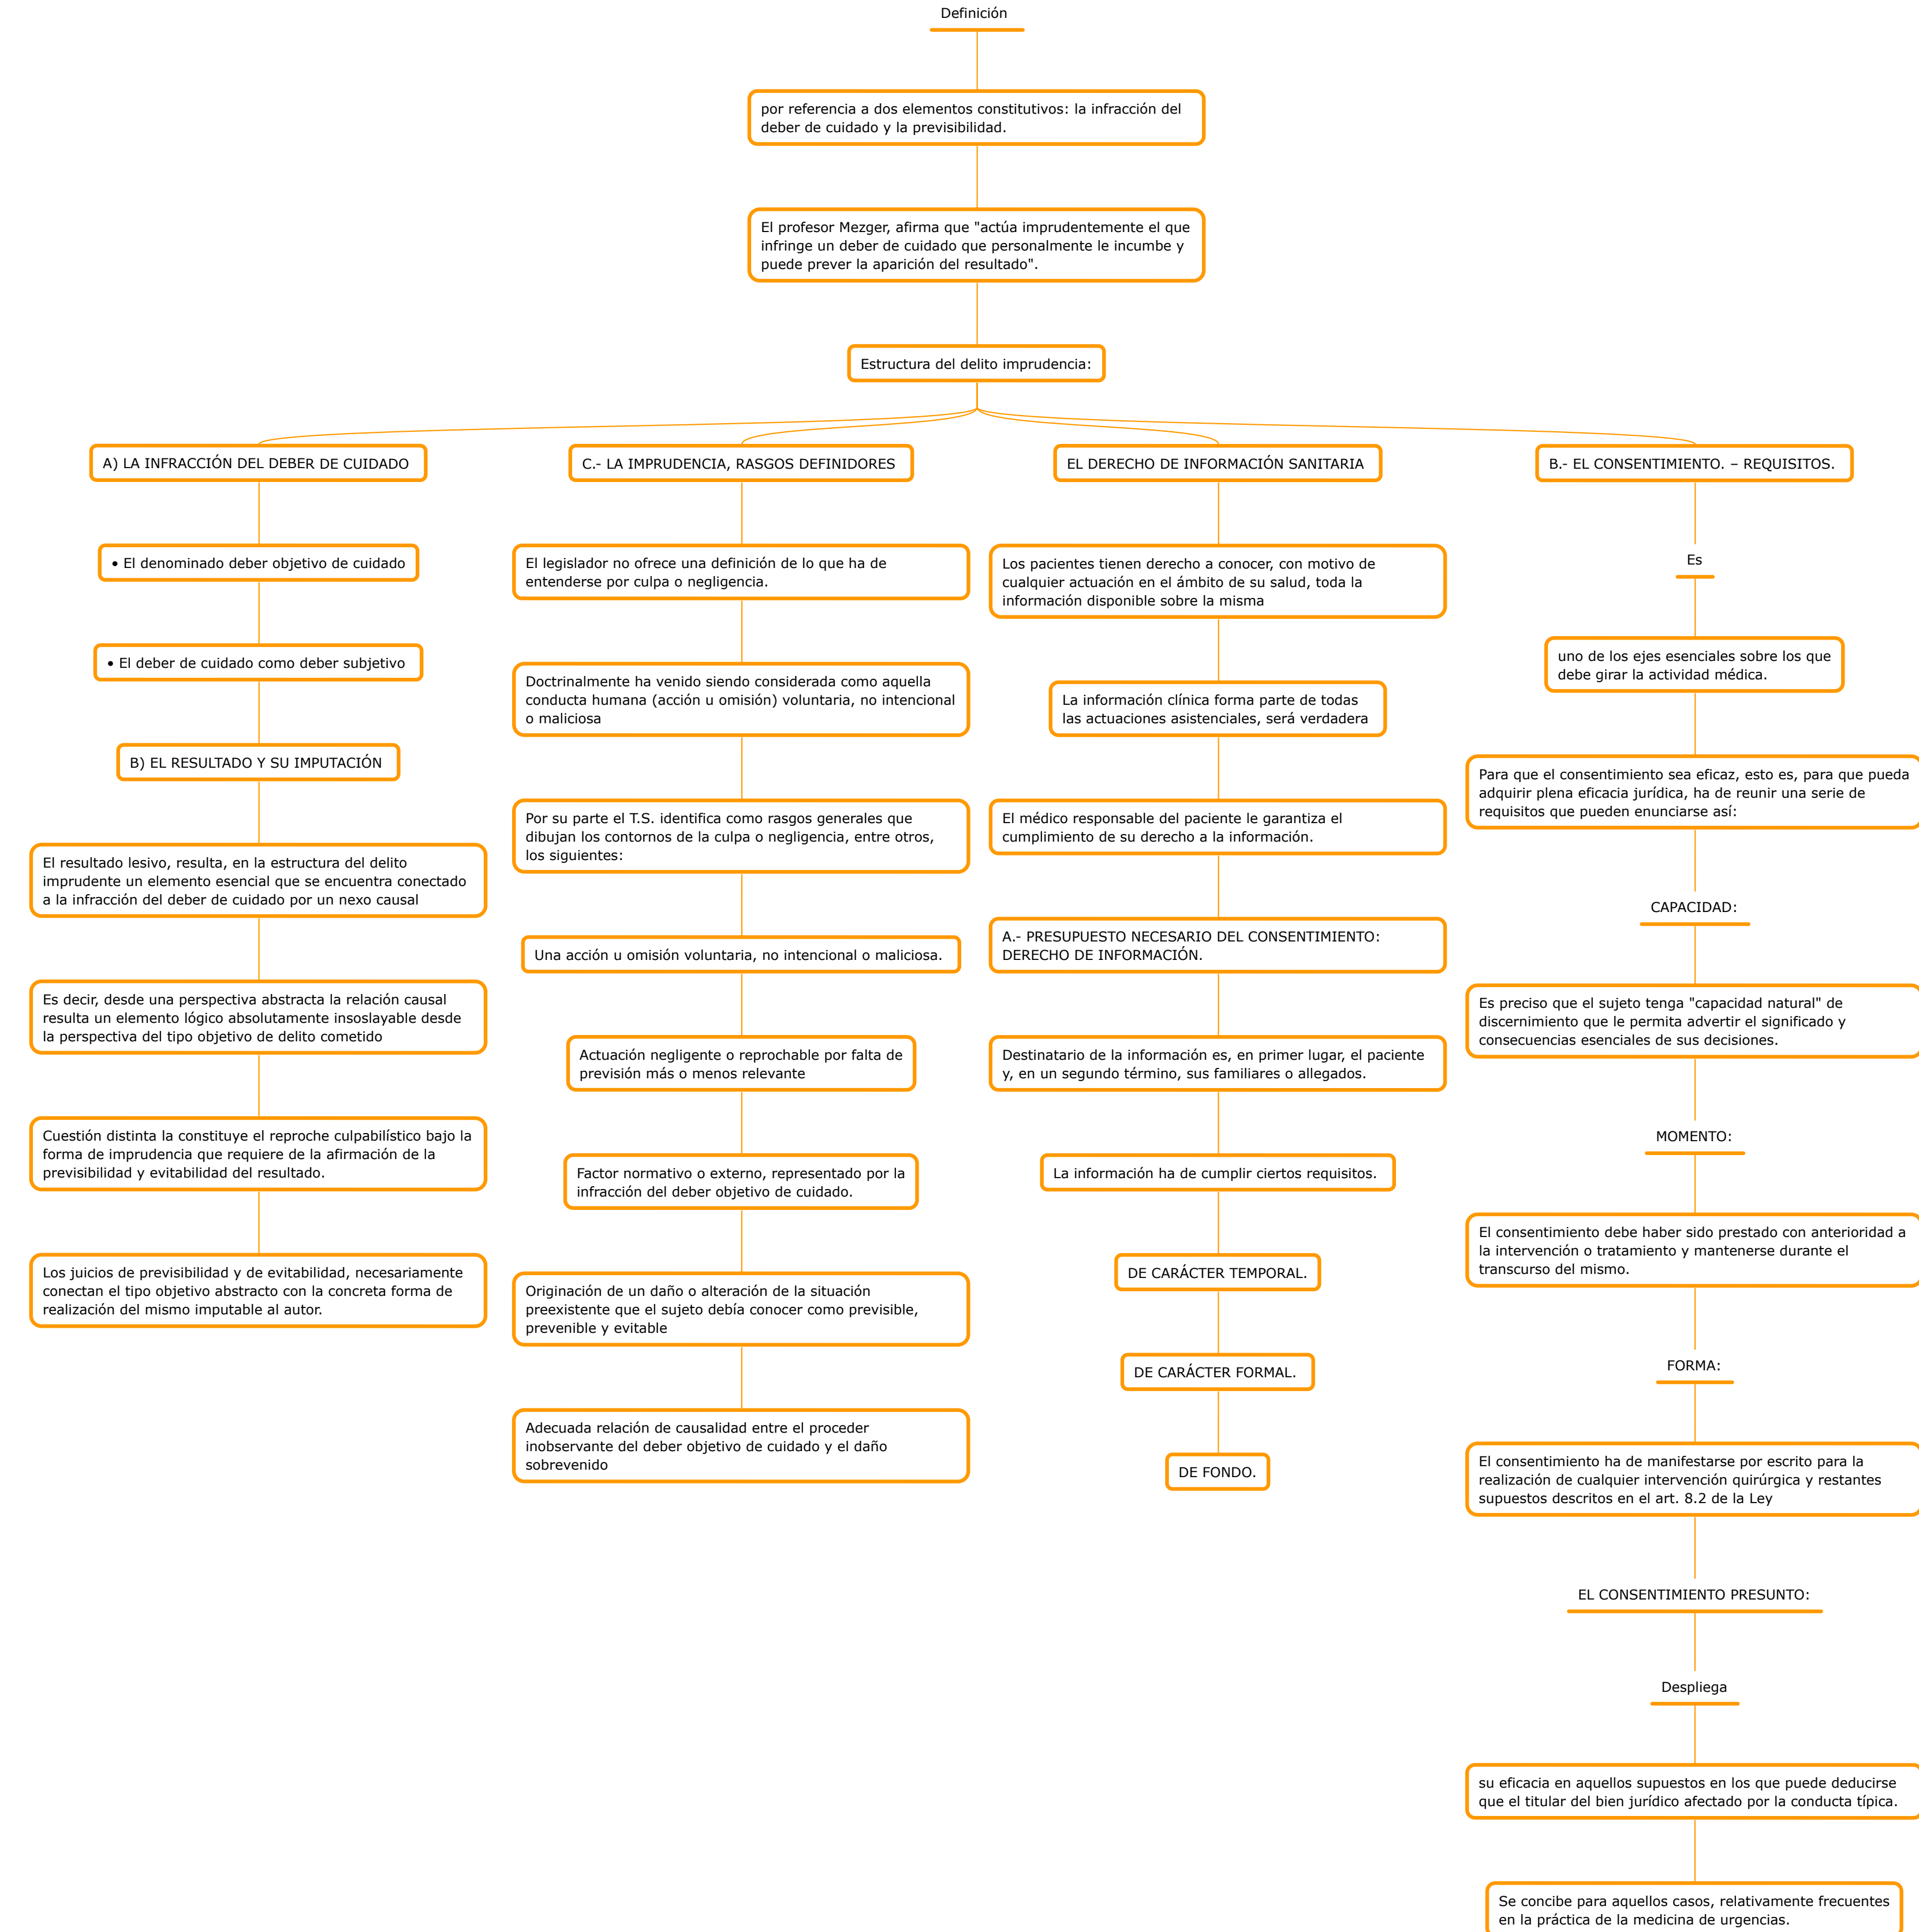 Definición
por referencia a dos elementos constitutivos: la infracción del
deber de cuidado y la previsibilidad.
El profesor Mezger, afirma que "actúa imprudentemente el que
infringe un deber de cuidado que personalmente le incumbe y
puede prever la aparición del resultado".
Estructura del delito imprudencia:
A) LA INFRACCIÓN DEL DEBER DE CUIDADO
• El denominado deber objetivo de cuidado
• El deber de cuidado como deber subjetivo
B) EL RESULTADO Y SU IMPUTACIÓN
El resultado lesivo, resulta, en la estructura del delito
imprudente un elemento esencial que se encuentra conectado
a la infracción del deber de cuidado por un nexo causal
Es decir, desde una perspectiva abstracta la relación causal
resulta un elemento lógico absolutamente insoslayable desde
la perspectiva del tipo objetivo de delito cometido
Cuestión distinta la constituye el reproche culpabilístico bajo la
forma de imprudencia que requiere de la afirmación de la
previsibilidad y evitabilidad del resultado.
Los juicios de previsibilidad y de evitabilidad, necesariamente
conectan el tipo objetivo abstracto con la concreta forma de
realización del mismo imputable al autor.
C.- LA IMPRUDENCIA, RASGOS DEFINIDORES
El legislador no ofrece una definición de lo que ha de
entenderse por culpa o negligencia.
Doctrinalmente ha venido siendo considerada como aquella
conducta humana (acción u omisión) voluntaria, no intencional
o maliciosa
Por su parte el T.S. identifica como rasgos generales que
dibujan los contornos de la culpa o negligencia, entre otros,
los siguientes:
Una acción u omisión voluntaria, no intencional o maliciosa.
Actuación negligente o reprochable por falta de
previsión más o menos relevante
Factor normativo o externo, representado por la
infracción del deber objetivo de cuidado.
Originación de un daño o alteración de la situación
preexistente que el sujeto debía conocer como previsible,
prevenible y evitable
Adecuada relación de causalidad entre el proceder
inobservante del deber objetivo de cuidado y el daño
sobrevenido
EL DERECHO DE INFORMACIÓN SANITARIA
Los pacientes tienen derecho a conocer, con motivo de
cualquier actuación en el ámbito de su salud, toda la
información disponible sobre la misma
La información clínica forma parte de todas
las actuaciones asistenciales, será verdadera
El médico responsable del paciente le garantiza el
cumplimiento de su derecho a la información.
A.- PRESUPUESTO NECESARIO DEL CONSENTIMIENTO:
DERECHO DE INFORMACIÓN.
Destinatario de la información es, en primer lugar, el paciente
y, en un segundo término, sus familiares o allegados.
La información ha de cumplir ciertos requisitos.
DE CARÁCTER TEMPORAL.
DE CARÁCTER FORMAL.
DE FONDO.
B.- EL CONSENTIMIENTO. – REQUISITOS.
Es
uno de los ejes esenciales sobre los que
debe girar la actividad médica.
Para que el consentimiento sea eficaz, esto es, para que pueda
adquirir plena eficacia jurídica, ha de reunir una serie de
requisitos que pueden enunciarse así:
CAPACIDAD:
Es preciso que el sujeto tenga "capacidad natural" de
discernimiento que le permita advertir el significado y
consecuencias esenciales de sus decisiones.
MOMENTO:
El consentimiento debe haber sido prestado con anterioridad a
la intervención o tratamiento y mantenerse durante el
transcurso del mismo.
FORMA:
El consentimiento ha de manifestarse por escrito para la
realización de cualquier intervención quirúrgica y restantes
supuestos descritos en el art. 8.2 de la Ley
EL CONSENTIMIENTO PRESUNTO:
Despliega
su eficacia en aquellos supuestos en los que puede deducirse
que el titular del bien jurídico afectado por la conducta típica.
Se concibe para aquellos casos, relativamente frecuentes
en la práctica de la medicina de urgencias.